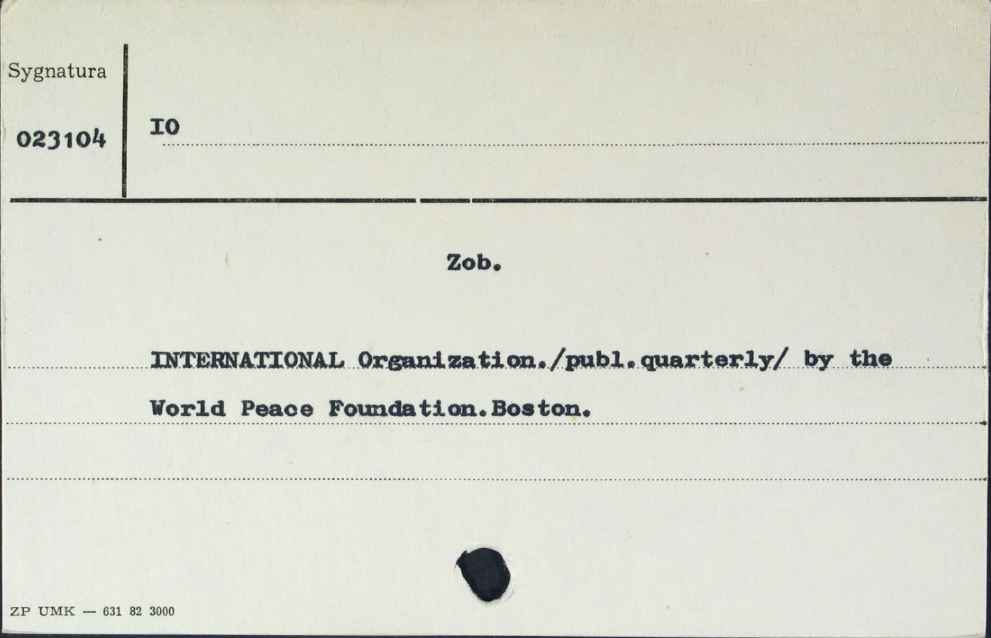 Sygnatura
023104
IO
Zob.
INTERNATIONAL Organization./publ.quarterly/ by the
World Peace Foundation.Boston.
ZP UMK — 631 82 3000